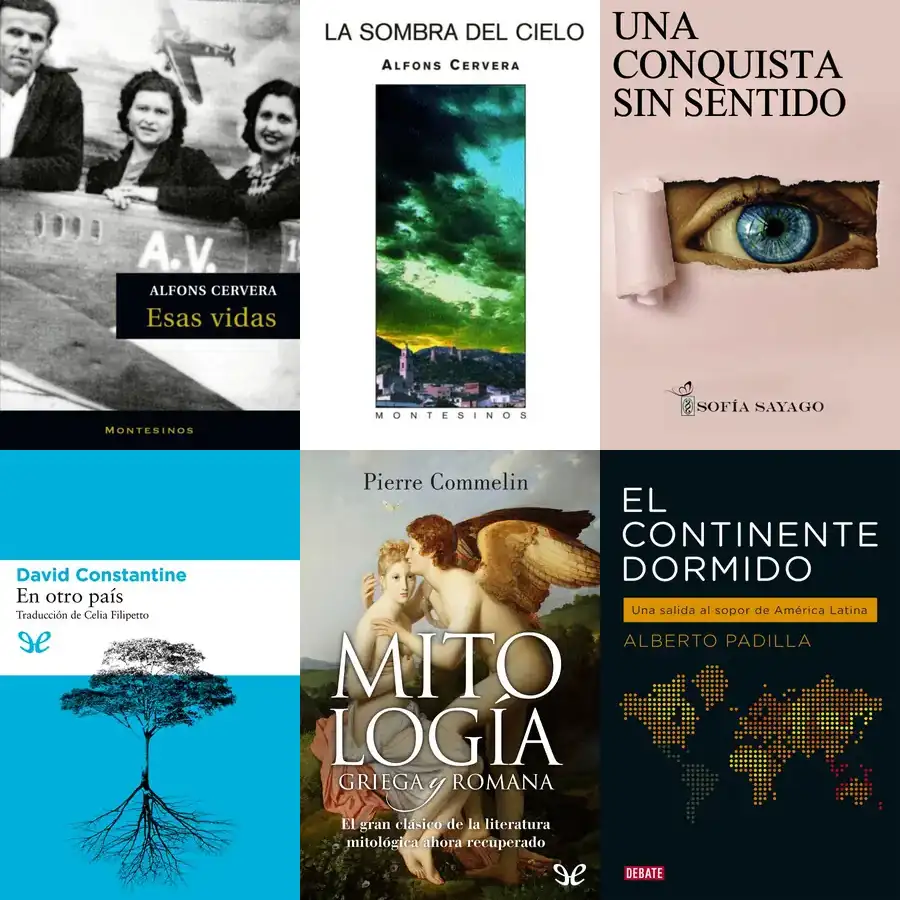 A.V.
ALFONS CERVERA
Esas vidas
MONTESINOS
LA SOMBRA DEL CIELO
ALFONS CERVERA
MONTESINOS
UNA
CONQUISTA
SIN SENTIDO
SOFÍA SAYAGO
David Constantine
En otro país
Traducción de Celia Filipetto
Pierre Commelin
MITO
LOGÍA
GRIEGA y ROMANA
El gran clásico de la literatura
mitológica ahora recuperado
EL
CONTINENTE
DORMIDO
Una salida al sopor de América Latina
ALBERTO PADILLA
DEBATE